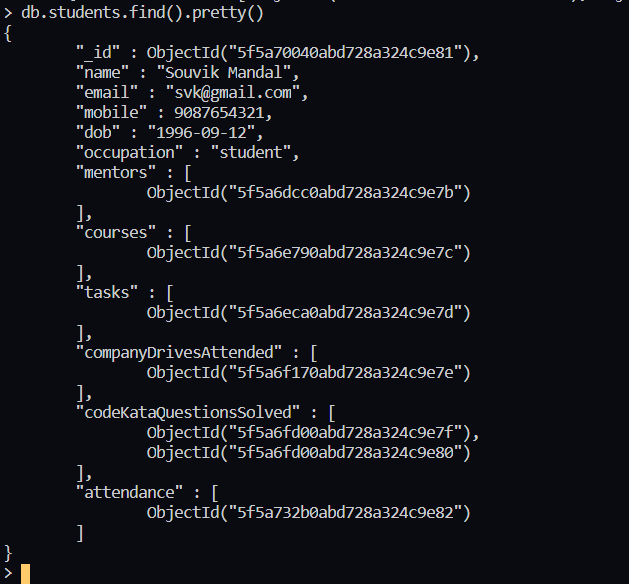 > db.students.find().pretty()
{
"_id" : ObjectId("5f5a70040abd728a324c9e81"),
"name" : "Souvik Mandal",
"email" : "svk@gmail.com",
"mobile" : 9087654321,
"dob" : "1996-09-12",
"occupation" : "student",
"mentors" : [
ObjectId("5f5a6dcc0abd728a324c9e7b")
],
"courses" : [
ObjectId("5f5a6e790abd728a324c9e7c")
],
"tasks" : [
ObjectId("5f5a6eca0abd728a324c9e7d")
],
"companyDrivesAttended" : [
ObjectId("5f5a6f170abd728a324c9e7e")
],
"codeKataQuestionsSolved" : [
ObjectId("5f5a6fd00abd728a324c9e7f"),
ObjectId("5f5a6fd00abd728a324c9e80")
],
"attendance" : [
ObjectId("5f5a732b0abd728a324c9e82")
]
}
>